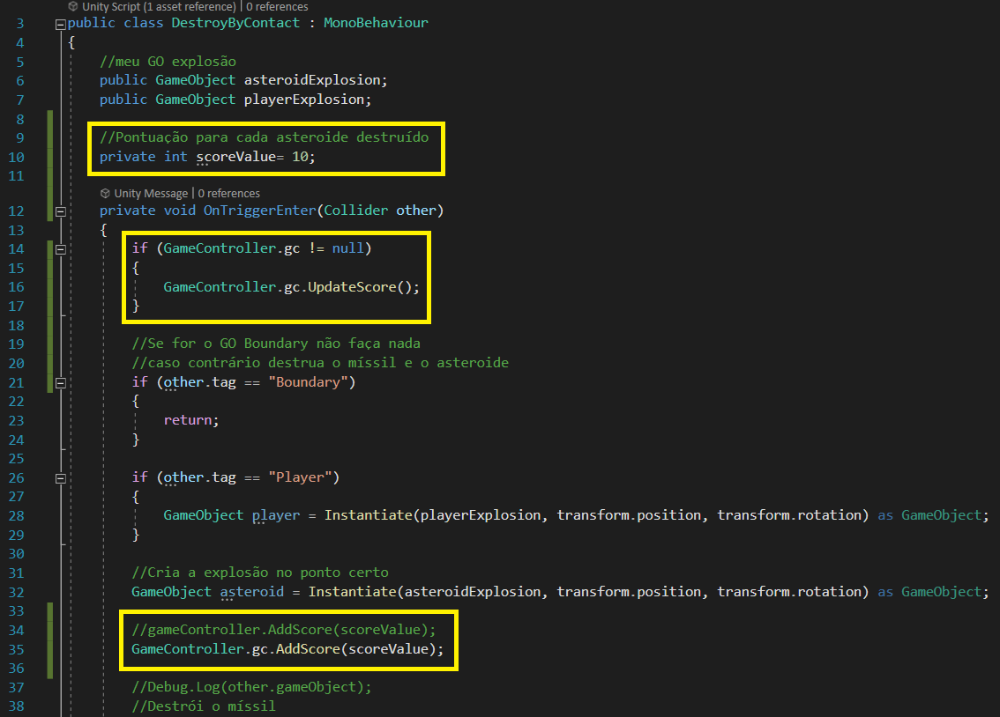 Unity Script (1 asset reference) | 0 references
3 public class DestroyByContact : MonoBehaviour
4 {
5 //meu GO explosão
6 public GameObject asteroidExplosion;
7 public GameObject playerExplosion;
8
9 //Pontuação para cada asteroide destruído
10 private int scoreValue= 10;
11
Unity Message | 0 references
12 private void OnTriggerEnter(Collider other)
13 {
14 if (GameController.gc != null)
15 {
16 GameController.gc.UpdateScore();
17 }
18
19 //Se for o GO Boundary não faça nada
20 //caso contrário destrua o míssil e o asteroide
21 if (other.tag == "Boundary")
22 {
23 return;
24 }
25
26 if (other.tag == "Player")
27 {
28 GameObject player = Instantiate(playerExplosion, transform.position, transform.rotation) as GameObject;
29 }
30
31 //Cria a explosão no ponto certo
32 GameObject asteroid = Instantiate(asteroidExplosion, transform.position, transform.rotation) as GameObject;
33
34 //gameController.AddScore(scoreValue);
35 GameController.gc.AddScore(scoreValue);
36
37 //Debug.Log(other.gameObject);
38 //Destrói o míssil